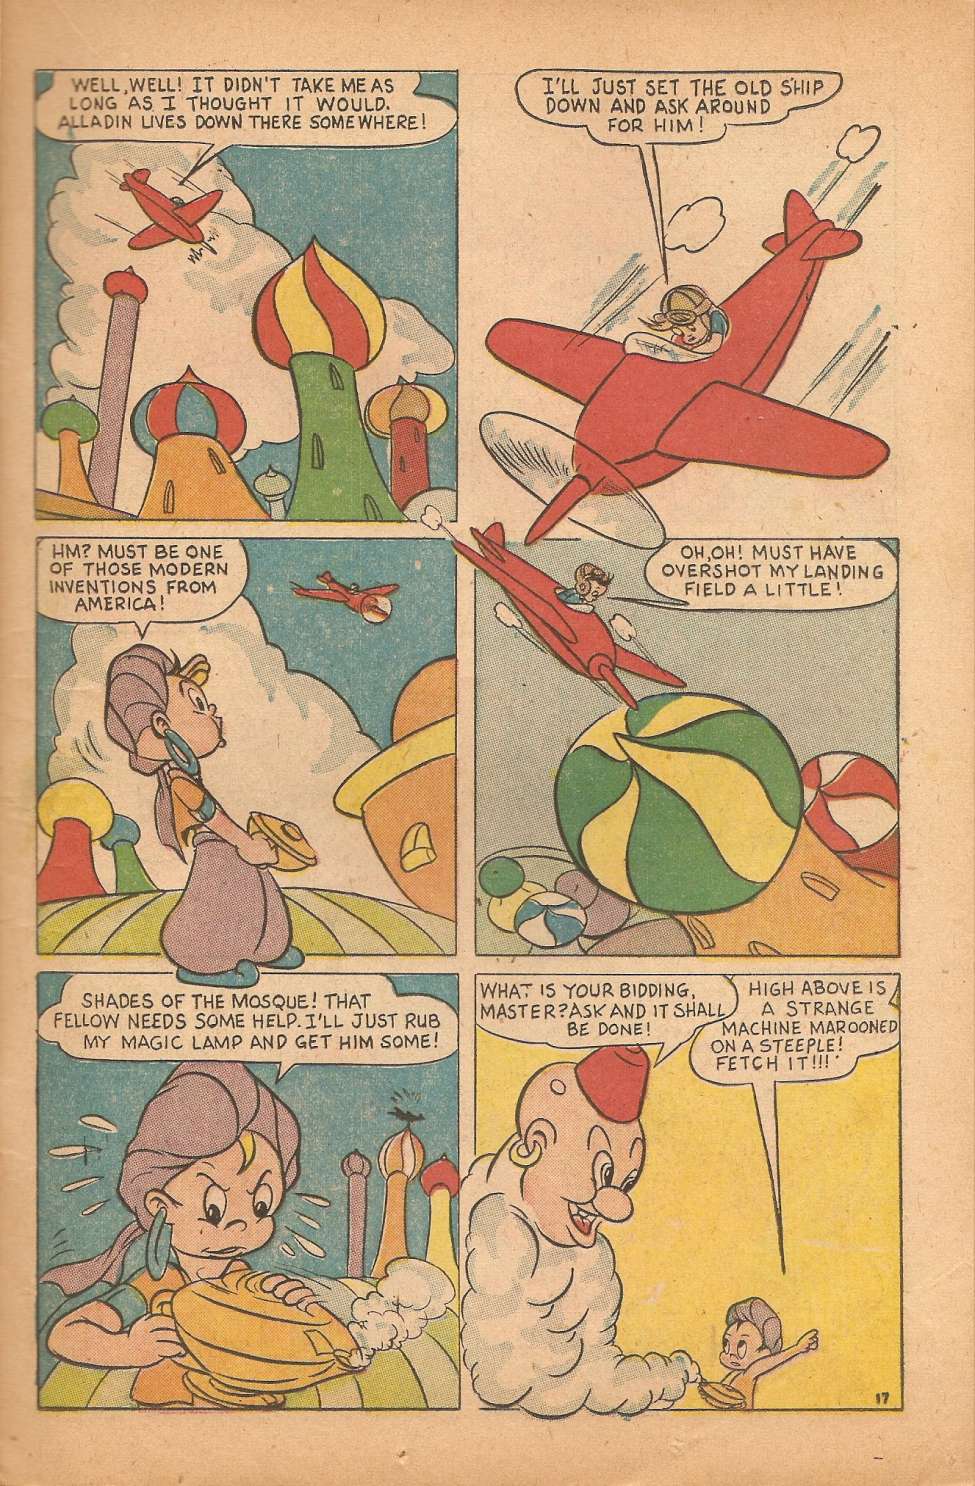 WELL, WELL! IT DIDN'T TAKE ME AS
LONG AS I THOUGHT IT WOULD.
ALLADIN LIVES DOWN THERE SOMEWHERE!
I'LL JUST SET THE OLD SHIP
DOWN AND ASK AROUND
FOR HIM!
HM? MUST BE ONE
OF THOSE MODERN
INVENTIONS FROM
AMERICA!
OH, OH! MUST HAVE
OVERSHOT MY LANDING
FIELD A LITTLE!
SHADES OF THE MOSQUE! THAT
FELLOW NEEDS SOME HELP. I'LL JUST RUB
MY MAGIC LAMP AND GET HIM SOME!
WHAT IS YOUR BIDDING,
MASTER? ASK AND IT SHALL
BE DONE!
HIGH ABOVE IS
A STRANGE
MACHINE MAROONED
ON A STEEPLE!
FETCH IT!!!
17